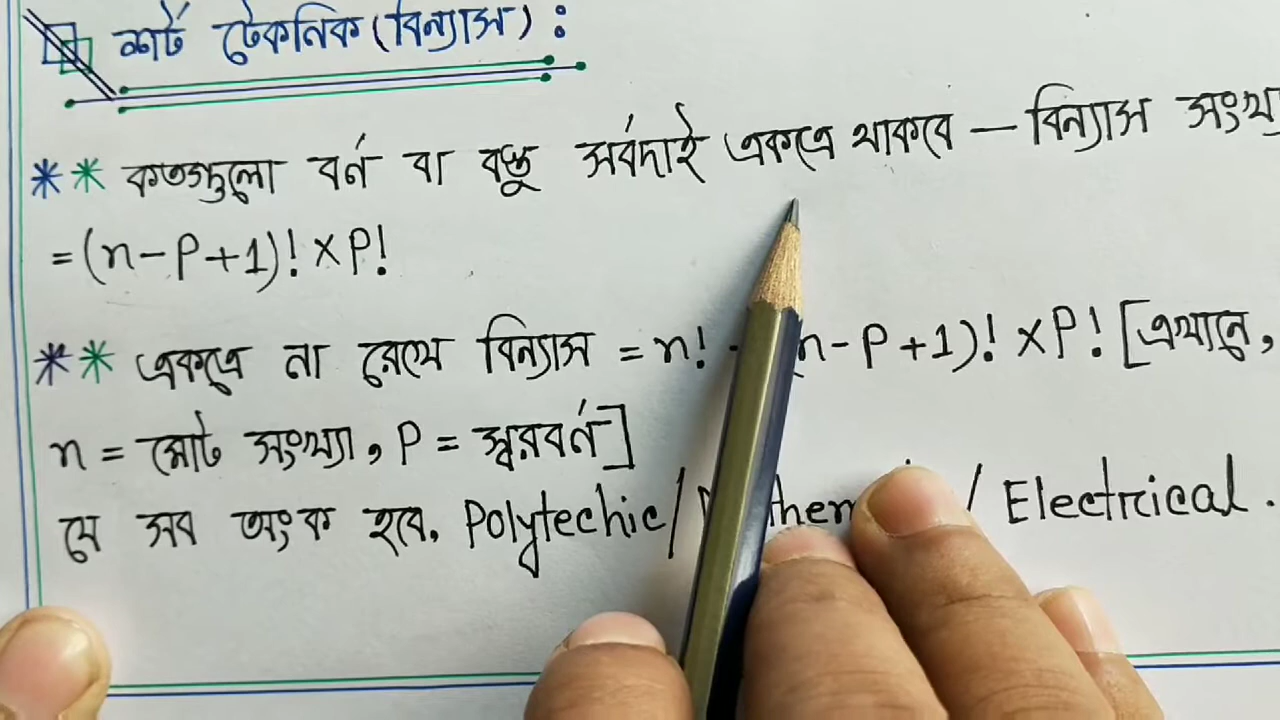 শর্ট টেকনিক (বিন্যাস) :
** কতগুলো বর্ন বা বস্তু সর্বদাই একত্রে থাকবে — বিন্যাস
= (n-P+1)! × P!
** একত্রে না রেখে বিন্যাস = n! n-P+1)! × P! [এখানে,
n = মোট সংখ্যা, P = স্বরবর্ন]
যে সব অংক হবে. Polytechic/ / Electrical.